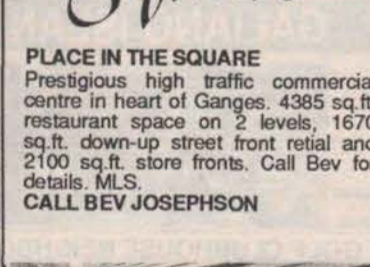 PLACE IN THE SQUARE
Prestigious high traffic commercial
centre in heart of Ganges. 4385 sq.ft.
restaurant space on 2 levels, 1670
sq.ft. down-up street front retial and
2100 sq.ft. store fronts. Call Bev for
details. MLS.
CALL BEV JOSEPHSON